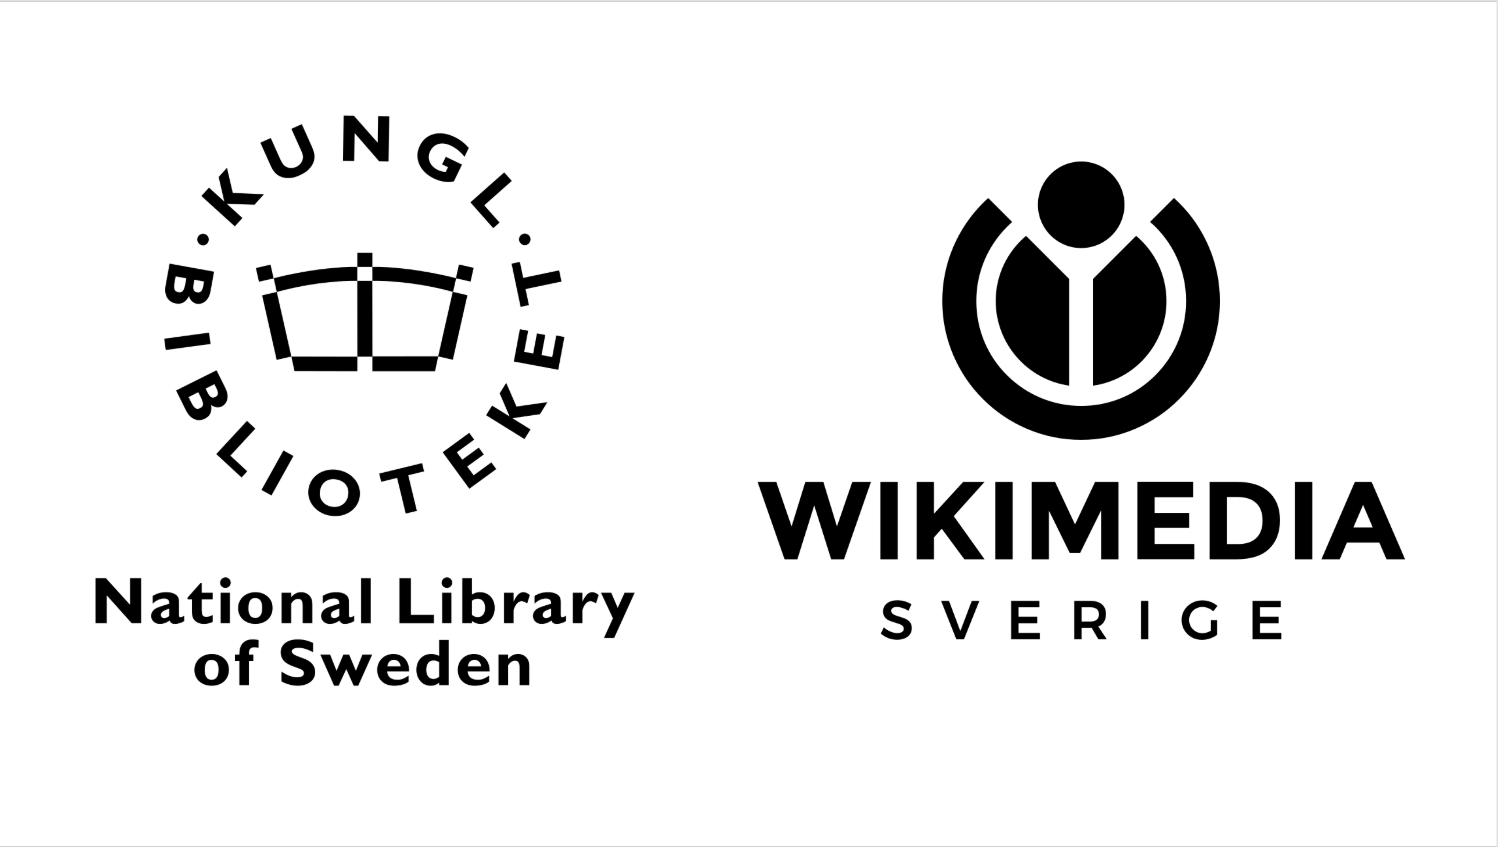 · KUNGL ·
BIBLIOTEKET
National Library
of Sweden
WIKIMEDIA
SVERIGE